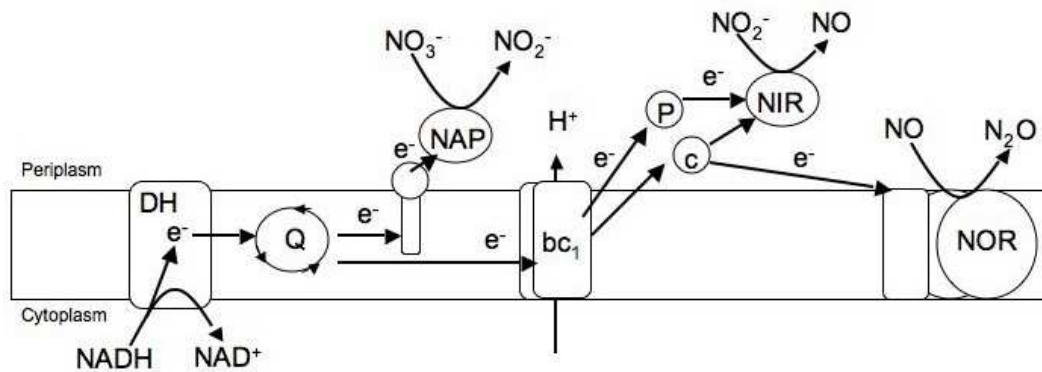 NO₃⁻ NO₂⁻ NO₂⁻ NO
e⁻
P NIR
NAP H⁺
e⁻ e⁻ c e⁻ NO N₂O
Periplasm
DH
e⁻ Q e⁻ e⁻ bc₁ NOR
Cytoplasm
NADH NAD⁺